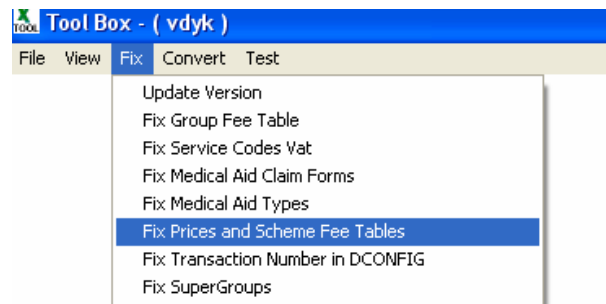 X
TOOL Tool Box - ( vdyk )
File View Fix Convert Test
Update Version
Fix Group Fee Table
Fix Service Codes Vat
Fix Medical Aid Claim Forms
Fix Medical Aid Types
Fix Prices and Scheme Fee Tables
Fix Transaction Number in DCONFIG
Fix SuperGroups